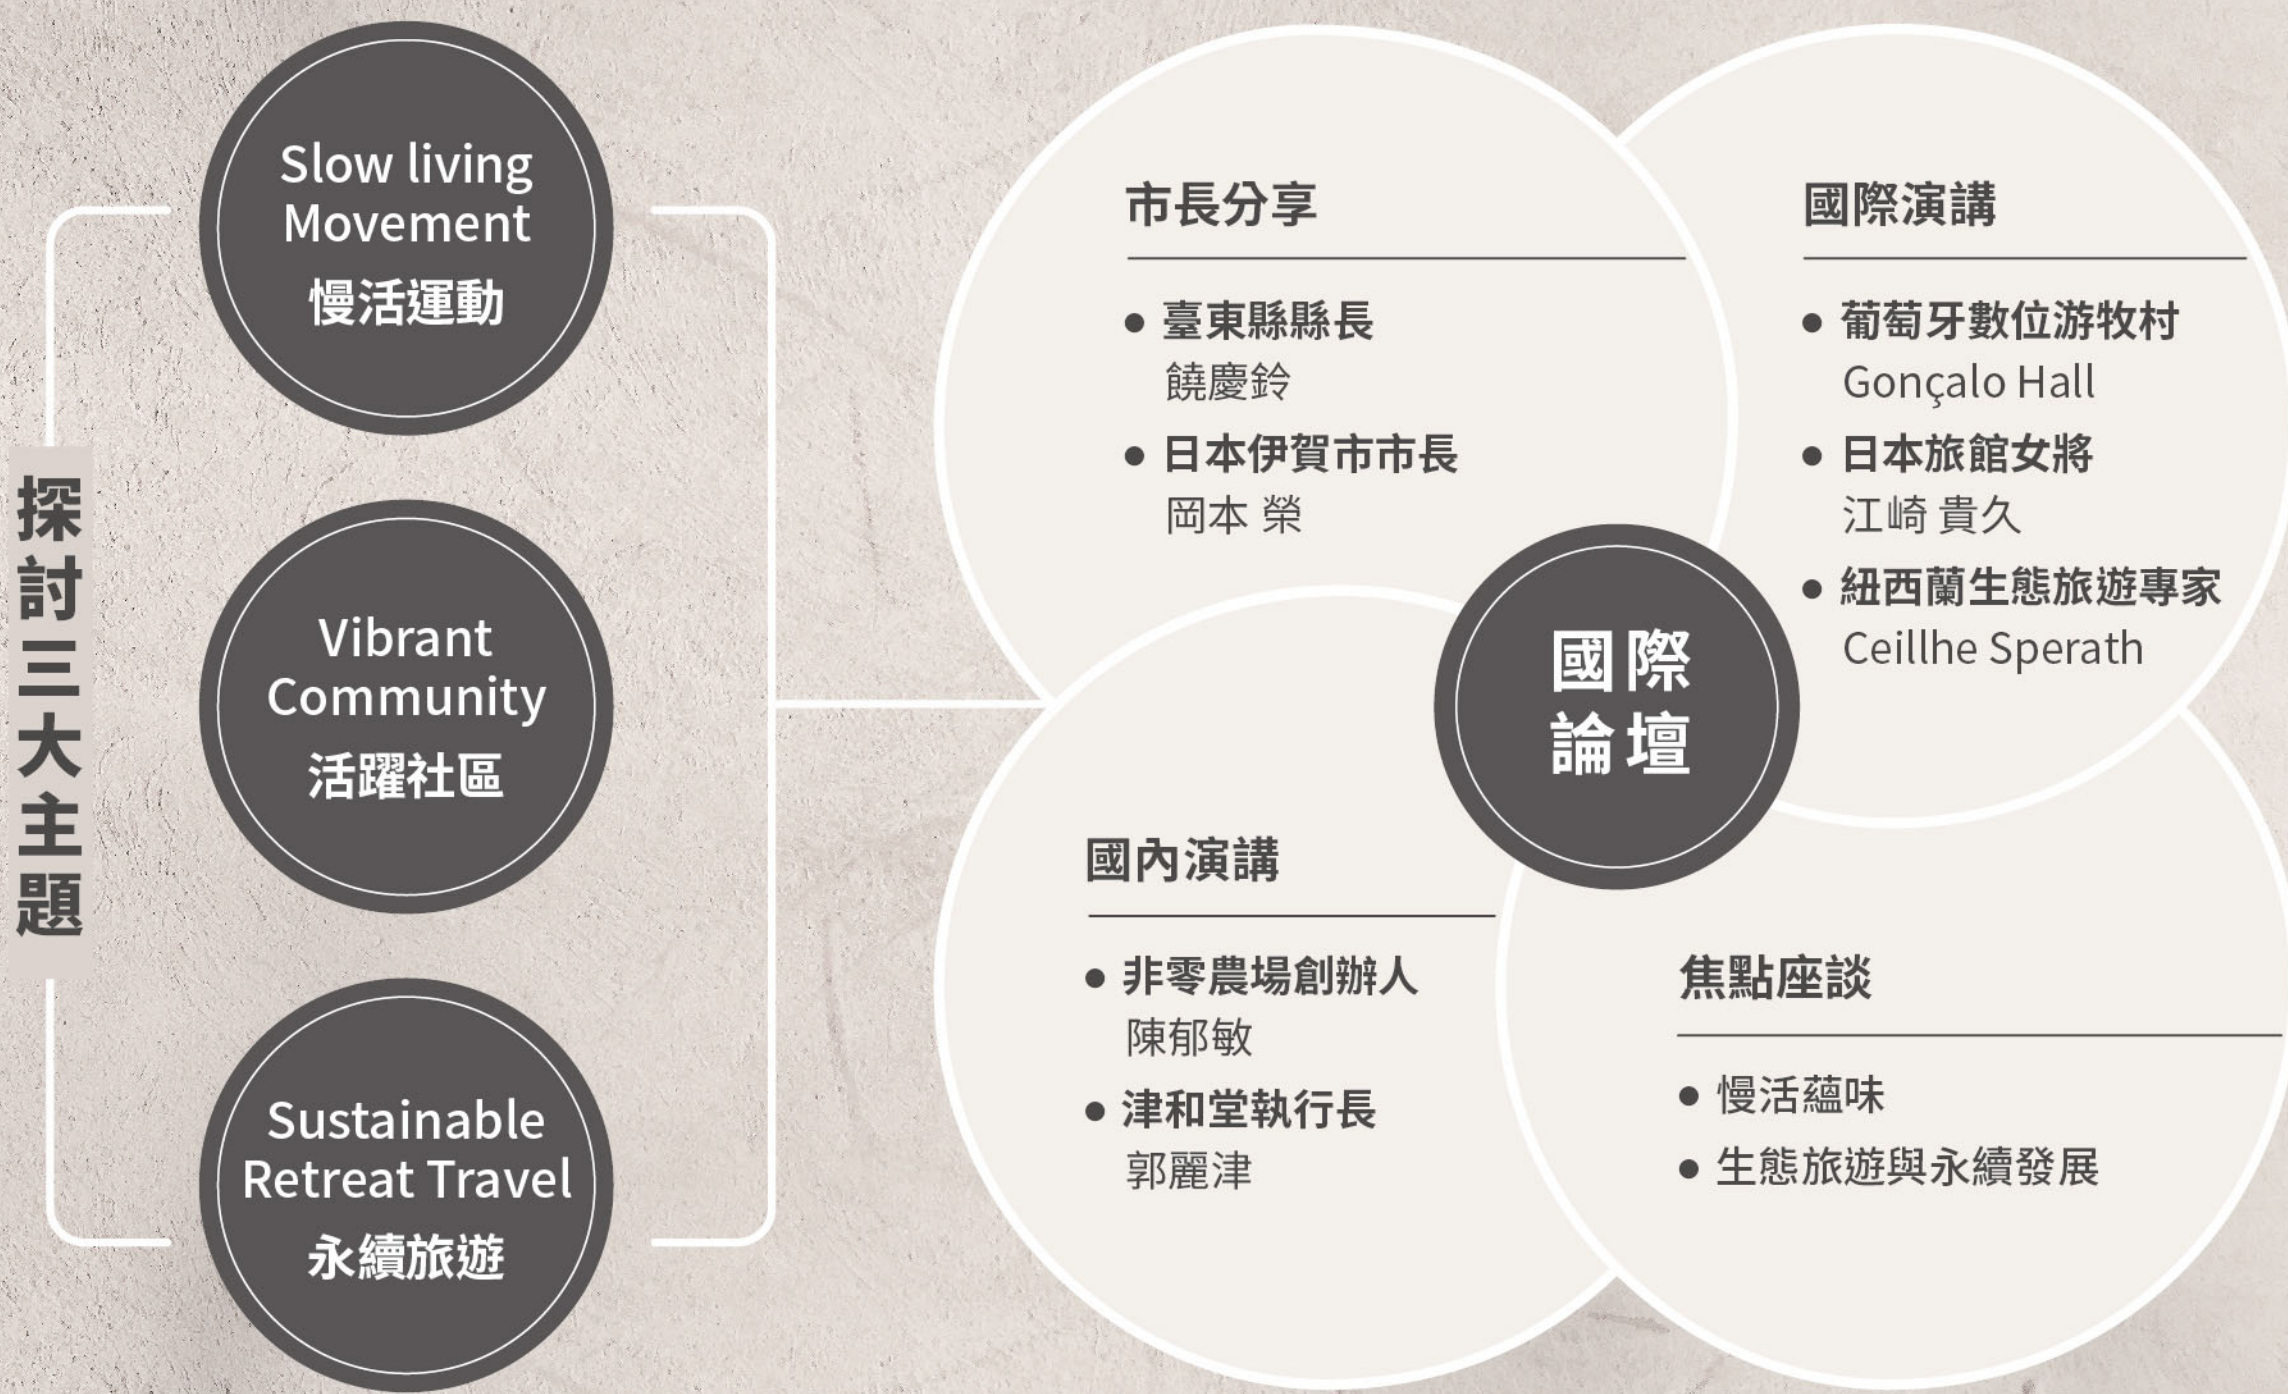 探討三大主題
Slow living
Movement
慢活運動
Vibrant
Community
活躍社區
Sustainable
Retreat Travel
永續旅遊
市長分享
● 臺東縣縣長
饒慶鈴
● 日本伊賀市市長
岡本 榮
國際演講
● 葡萄牙數位游牧村
Gonçalo Hall
● 日本旅館女將
江崎 貴久
● 紐西蘭生態旅遊專家
Ceillhe Sperath
國際
論壇
國內演講
● 非零農場創辦人
陳郁敏
● 津和堂執行長
郭麗津
焦點座談
● 慢活蘊味
● 生態旅遊與永續發展